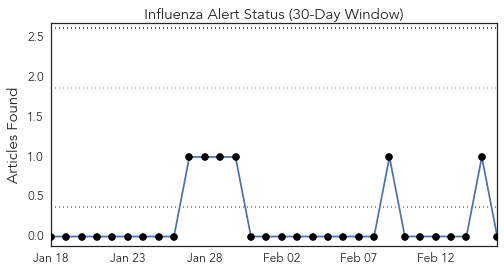 Influenza Alert Status (30-Day Window)
Articles Found
2.5
2.0
1.5
1.0
0.5
0.0
Jan 18 Jan 23 Jan 28 Feb 02 Feb 07 Feb 12